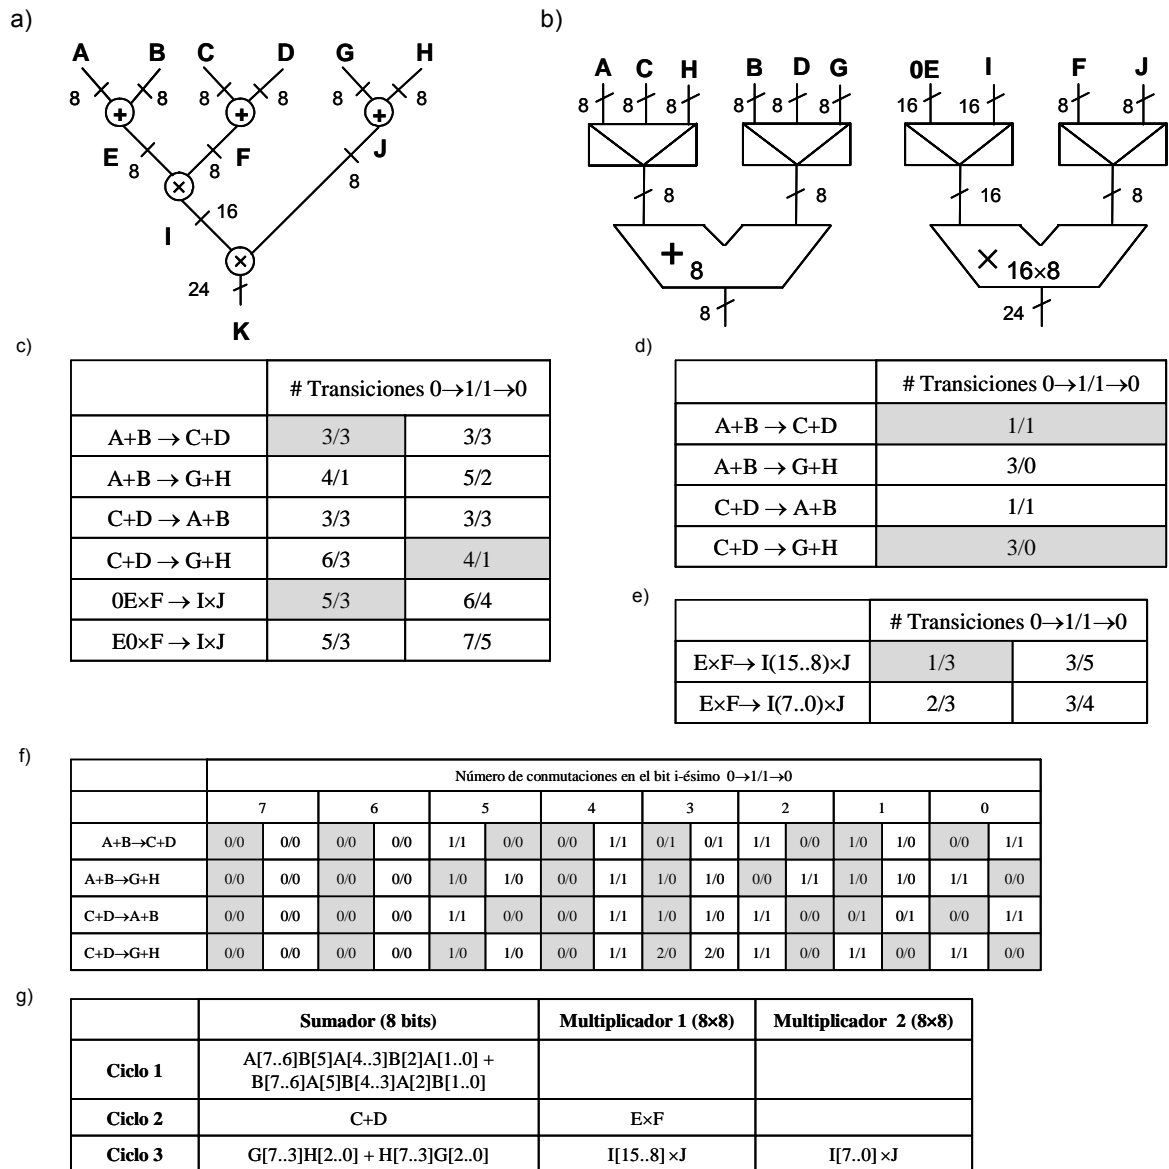 a)
b)
A B C D G H
8 8 8 8 8 8
+ + +
E 8 F 8 J 8
×
16
I
×
24
K
A C H B D G 0E I F J
8 8 8 8 8 8 16 16 8 8
8 8 16 8
+ 8
× 16×8
8 24
c)
# Transiciones 0→1/1→0
A+B → C+D 3/3 3/3
A+B → G+H 4/1 5/2
C+D → A+B 3/3 3/3
C+D → G+H 6/3 4/1
0E×F → I×J 5/3 6/4
E0×F → I×J 5/3 7/5
d)
# Transiciones 0→1/1→0
A+B → C+D 1/1
A+B → G+H 3/0
C+D → A+B 1/1
C+D → G+H 3/0
e)
# Transiciones 0→1/1→0
E×F→ I(15..8)×J 1/3 3/5
E×F→ I(7..0)×J 2/3 3/4
f)
Número de conmutaciones en el bit i-ésimo 0→1/1→0
7 6 5 4 3 2 1 0
A+B→C+D 0/0 0/0 0/0 0/0 1/1 0/0 0/0 1/1 0/1 0/1 1/1 0/0 1/0 1/0 0/0 1/1
A+B→G+H 0/0 0/0 0/0 0/0 1/0 1/0 0/0 1/1 1/0 1/0 0/0 1/1 1/0 1/0 1/1 0/0
C+D→A+B 0/0 0/0 0/0 0/0 1/1 0/0 0/0 1/1 1/0 1/0 1/1 0/0 0/1 0/1 0/0 1/1
C+D→G+H 0/0 0/0 0/0 0/0 1/0 1/0 0/0 1/1 2/0 2/0 1/1 0/0 1/1 0/0 1/1 0/0
g)
Sumador (8 bits) Multiplicador 1 (8×8) Multiplicador 2 (8×8)
Ciclo 1 A[7..6]B[5]A[4..3]B[2]A[1..0] +
B[7..6]A[5]B[4..3]A[2]B[1..0]
Ciclo 2 C+D E×F
Ciclo 3 G[7..3]H[2..0] + H[7..3]G[2..0] I[15..8] ×J I[7..0] ×J